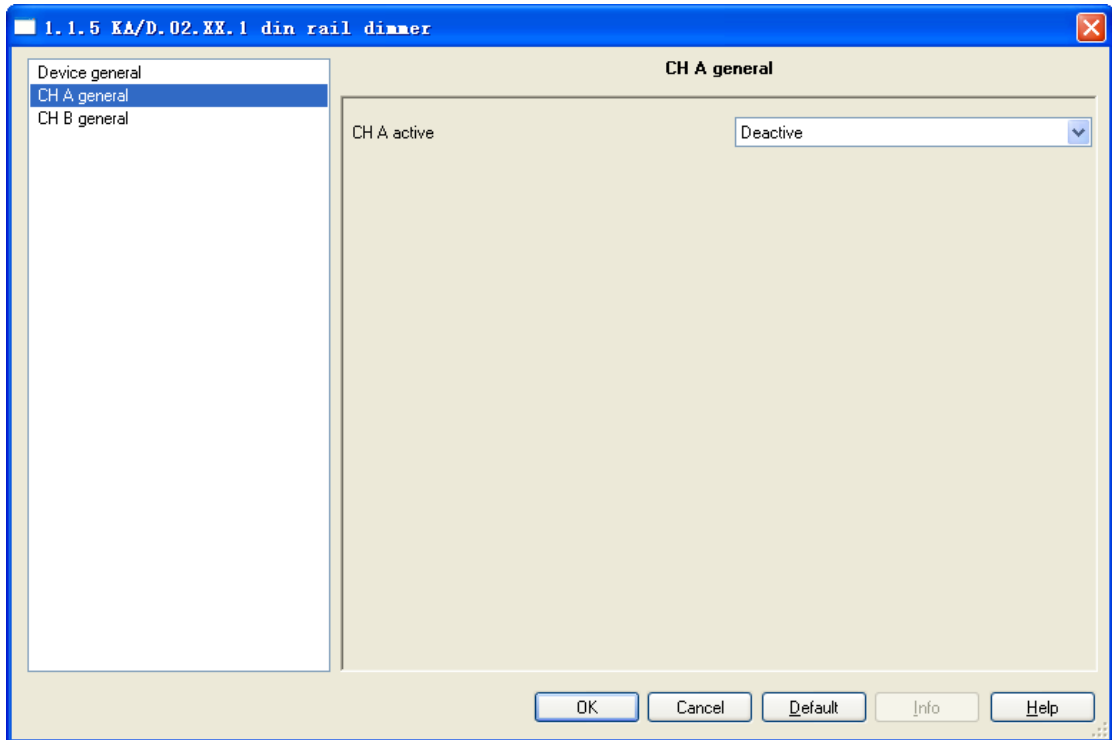 1.1.5 KA/D.02.XX.1 din rail dimmer
Device general
CH A general
CH B general
CH A general
CH A active
Deactive
OK
Cancel
Default
Info
Help